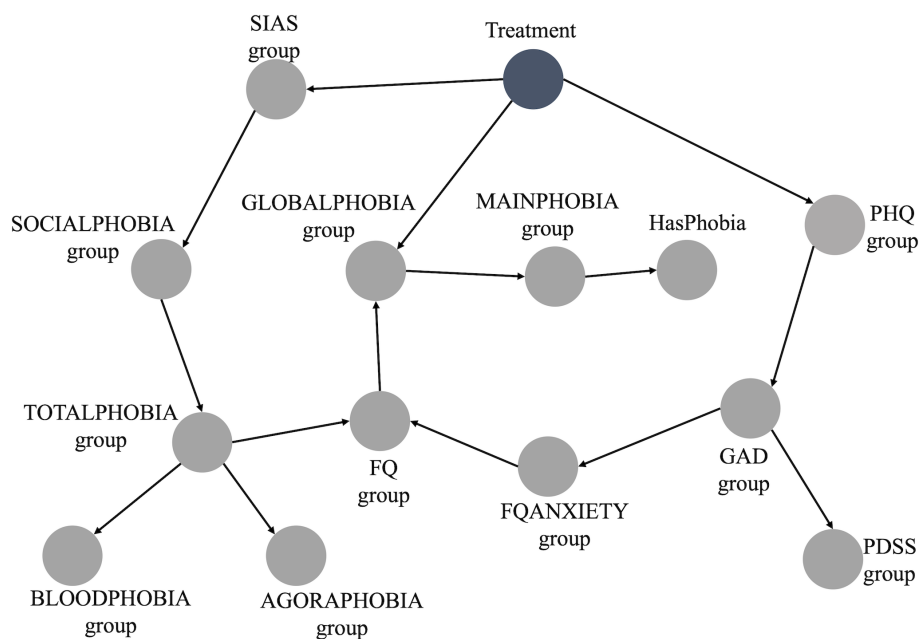 SIAS
group
Treatment
SOCIALPHOBIA
group
GLOBALPHOBIA
group
MAINPHOBIA
group
HasPhobia
PHQ
group
TOTALPHOBIA
group
FQ
group
FQANXIETY
group
GAD
group
PDSS
group
BLOODPHOBIA
group
AGORAPHOBIA
group